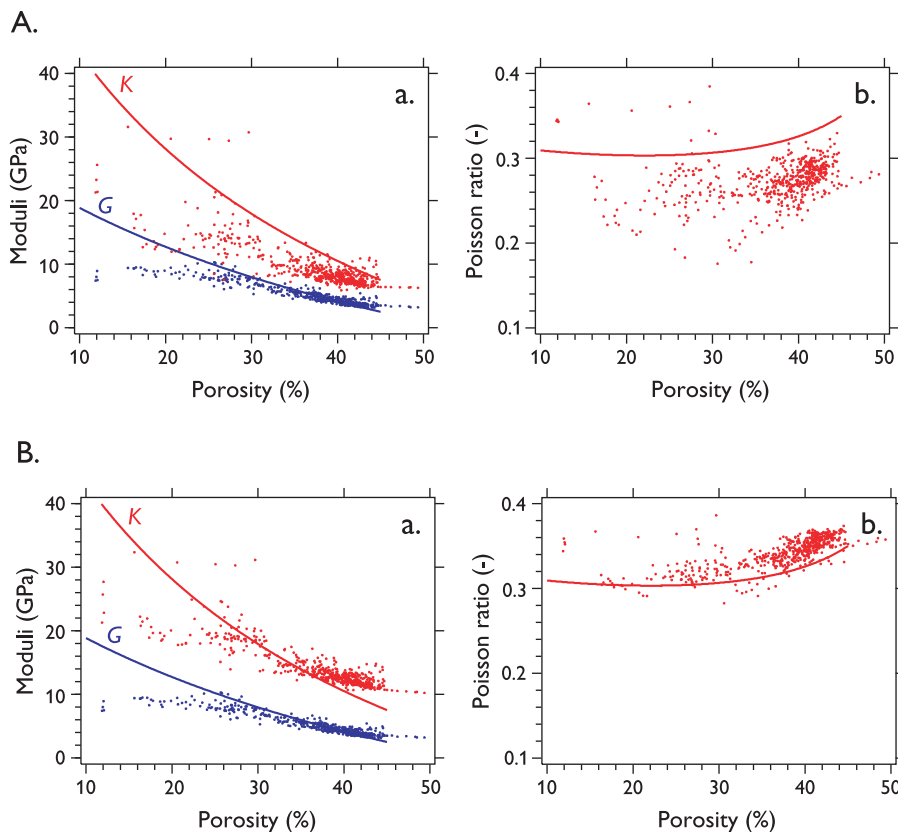 A.
a.
K
G
Moduli (GPa)
40
30
20
10
0
10 20 30 40 50
Porosity (%)
b.
Poisson ratio (-)
0.4
0.3
0.2
0.1
10 20 30 40 50
Porosity (%)
B.
a.
K
G
Moduli (GPa)
40
30
20
10
0
10 20 30 40 50
Porosity (%)
b.
Poisson ratio (-)
0.4
0.3
0.2
0.1
10 20 30 40 50
Porosity (%)